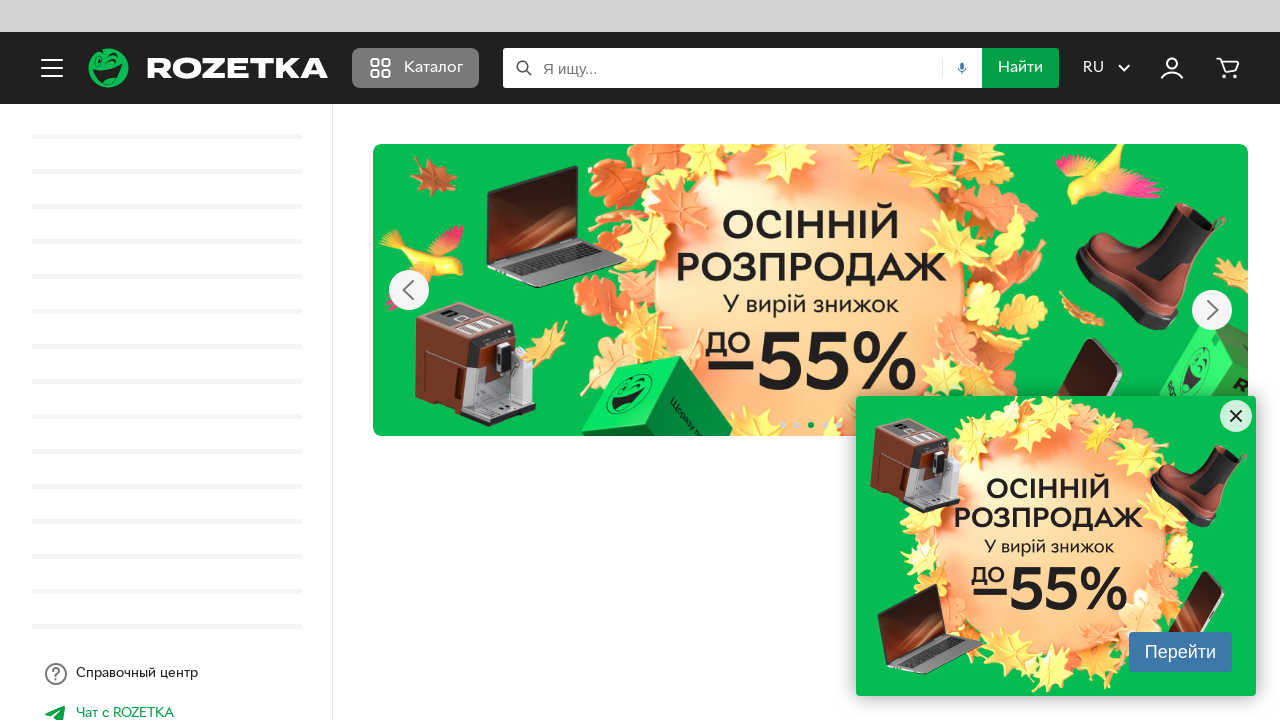 ROZETKA
Каталог
Я ищу...
Найти
RU
ОСІННІЙ
РОЗПРОДАЖ
У вирій знижок
ДО
–55%
Щоразу
ОСІННІЙ
РОЗПРОДАЖ
У вирій знижок
ДО
–55%
Перейти
Справочный центр
Чат с ROZETKA